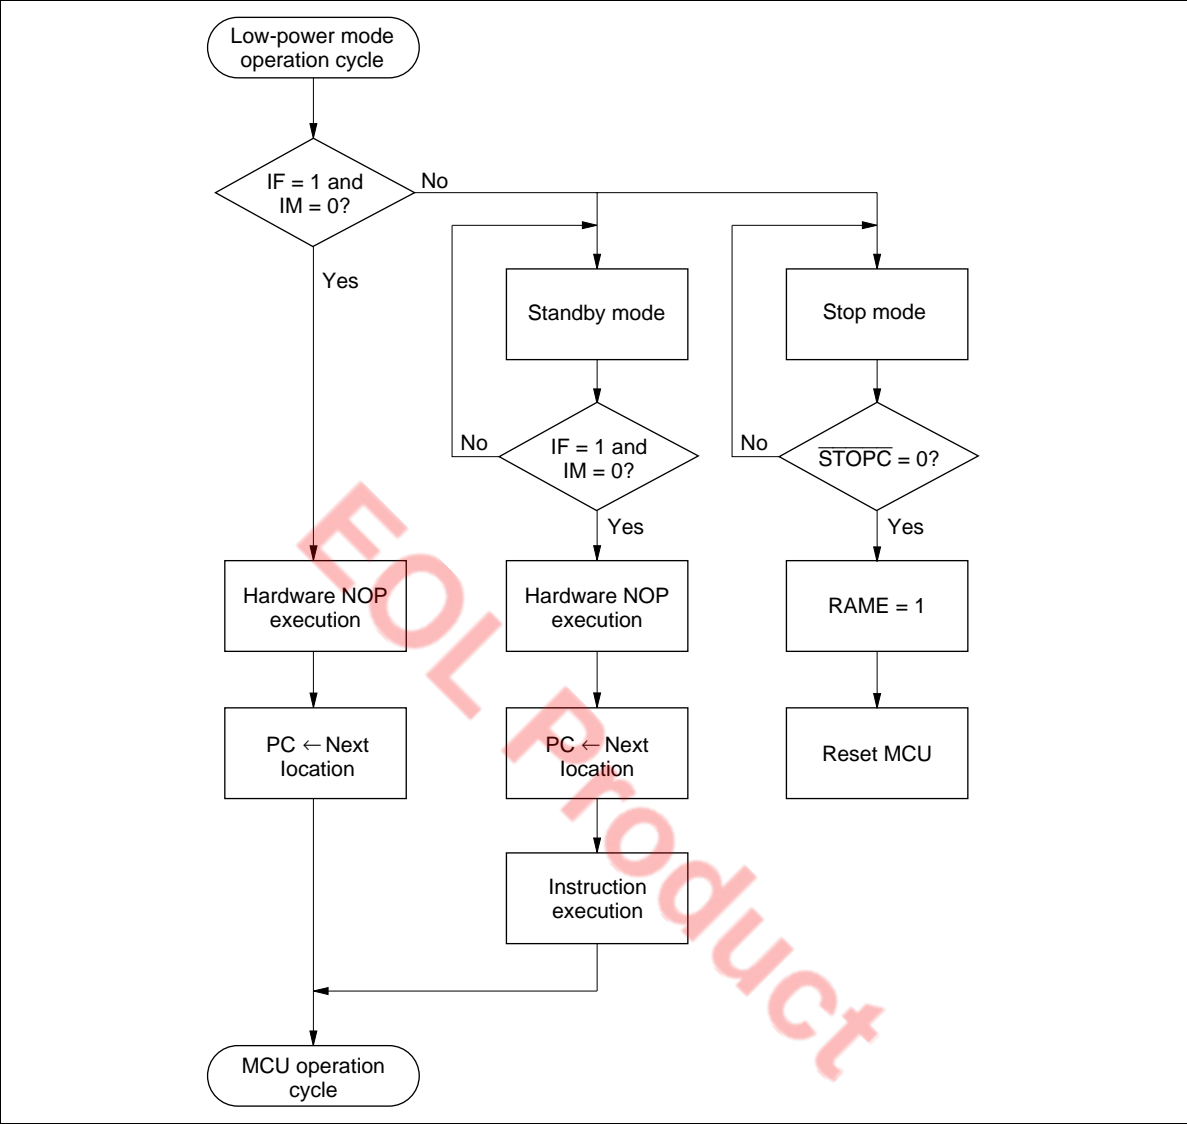 Low-power mode
operation cycle
IF = 1 and
IM = 0?
No
Yes
Standby mode
Stop mode
IF = 1 and
IM = 0?
No
Yes
STOPC = 0?
No
Yes
Hardware NOP
execution
Hardware NOP
execution
RAME = 1
PC ← Next
location
PC ← Next
location
Reset MCU
Instruction
execution
MCU operation
cycle
EOL Product